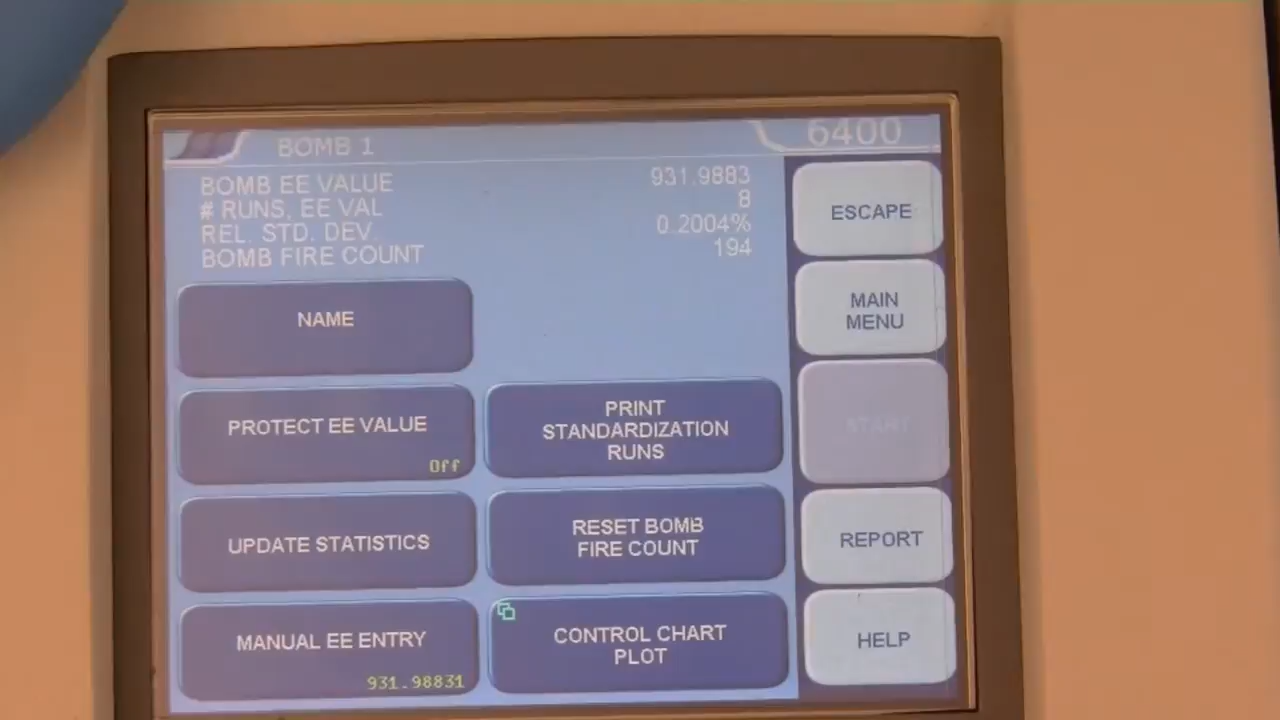 BOMB 1
6400
BOMB EE VALUE 931.9883
# RUNS, EE VAL 8
REL. STD. DEV. 0.2004%
BOMB FIRE COUNT 194
ESCAPE
NAME
MAIN
MENU
PROTECT EE VALUE
Off
PRINT
STANDARDIZATION
RUNS
START
UPDATE STATISTICS
RESET BOMB
FIRE COUNT
REPORT
MANUAL EE ENTRY
931.98831
CONTROL CHART
PLOT
HELP